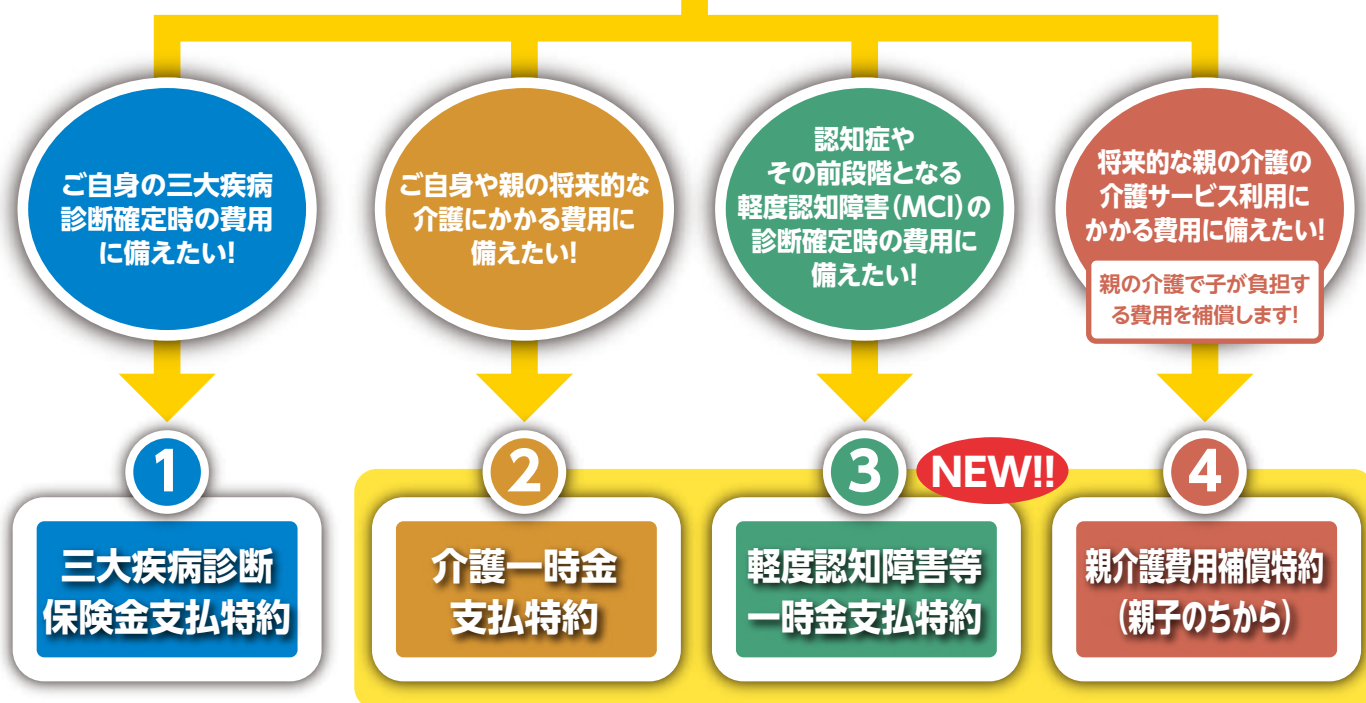 ご自身の三大疾病
診断確定時の費用
に備えたい!
ご自身や親の将来的な
介護にかかる費用に
備えたい!
認知症や
その前段階となる
軽度認知障害(MCI)の
診断確定時の費用に
備えたい!
将来的な親の介護の
介護サービス利用に
かかる費用に備えたい!
親の介護で子が負担す
る費用を補償します!
1
三大疾病診断
保険金支払特約
2
介護一時金
支払特約
3
NEW!!
軽度認知障害等
一時金支払特約
4
親介護費用補償特約
(親子のちから)